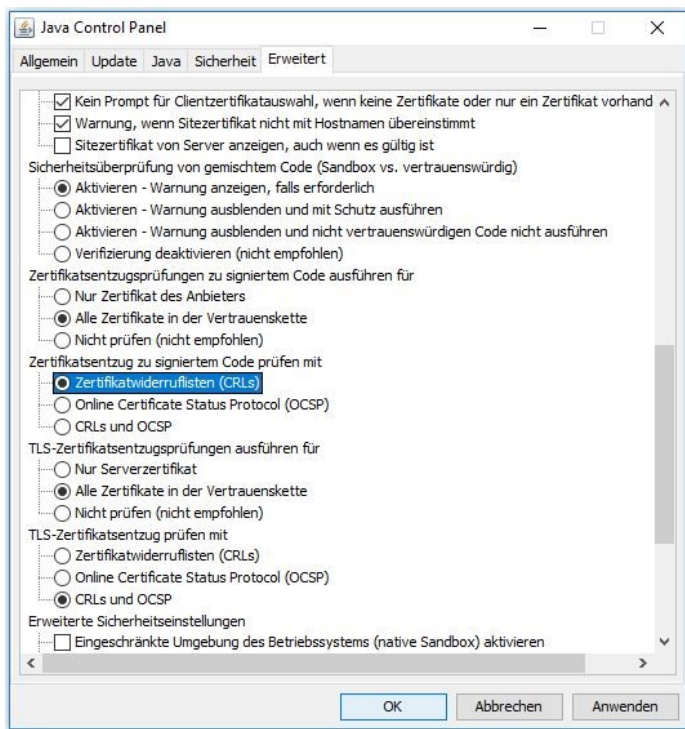 Java Control Panel
Allgemein Update Java Sicherheit Erweitert
Kein Prompt für Clientzertifikatauswahl, wenn keine Zertifikate oder nur ein Zertifikat vorhand
Warnung, wenn Sitezertifikat nicht mit Hostnamen übereinstimmt
Sitezertifikat von Server anzeigen, auch wenn es gültig ist
Sicherheitsüberprüfung von gemischtem Code (Sandbox vs. vertrauenswürdig)
Aktivieren - Warnung anzeigen, falls erforderlich
Aktivieren - Warnung ausblenden und mit Schutz ausführen
Aktivieren - Warnung ausblenden und nicht vertrauenswürdigen Code nicht ausführen
Verifizierung deaktivieren (nicht empfohlen)
Zertifikatsentzugsprüfungen zu signiertem Code ausführen für
Nur Zertifikat des Anbieters
Alle Zertifikate in der Vertrauenskette
Nicht prüfen (nicht empfohlen)
Zertifikatsentzug zu signiertem Code prüfen mit
Zertifikatwiderruflisten (CRLs)
Online Certificate Status Protocol (OCSP)
CRLs und OCSP
TLS-Zertifikatsentzugsprüfungen ausführen für
Nur Serverzertifikat
Alle Zertifikate in der Vertrauenskette
Nicht prüfen (nicht empfohlen)
TLS-Zertifikatsentzug prüfen mit
Zertifikatwiderruflisten (CRLs)
Online Certificate Status Protocol (OCSP)
CRLs und OCSP
Erweiterte Sicherheitseinstellungen
Eingeschränkte Umgebung des Betriebssystems (native Sandbox) aktivieren
OK Abbrechen Anwenden